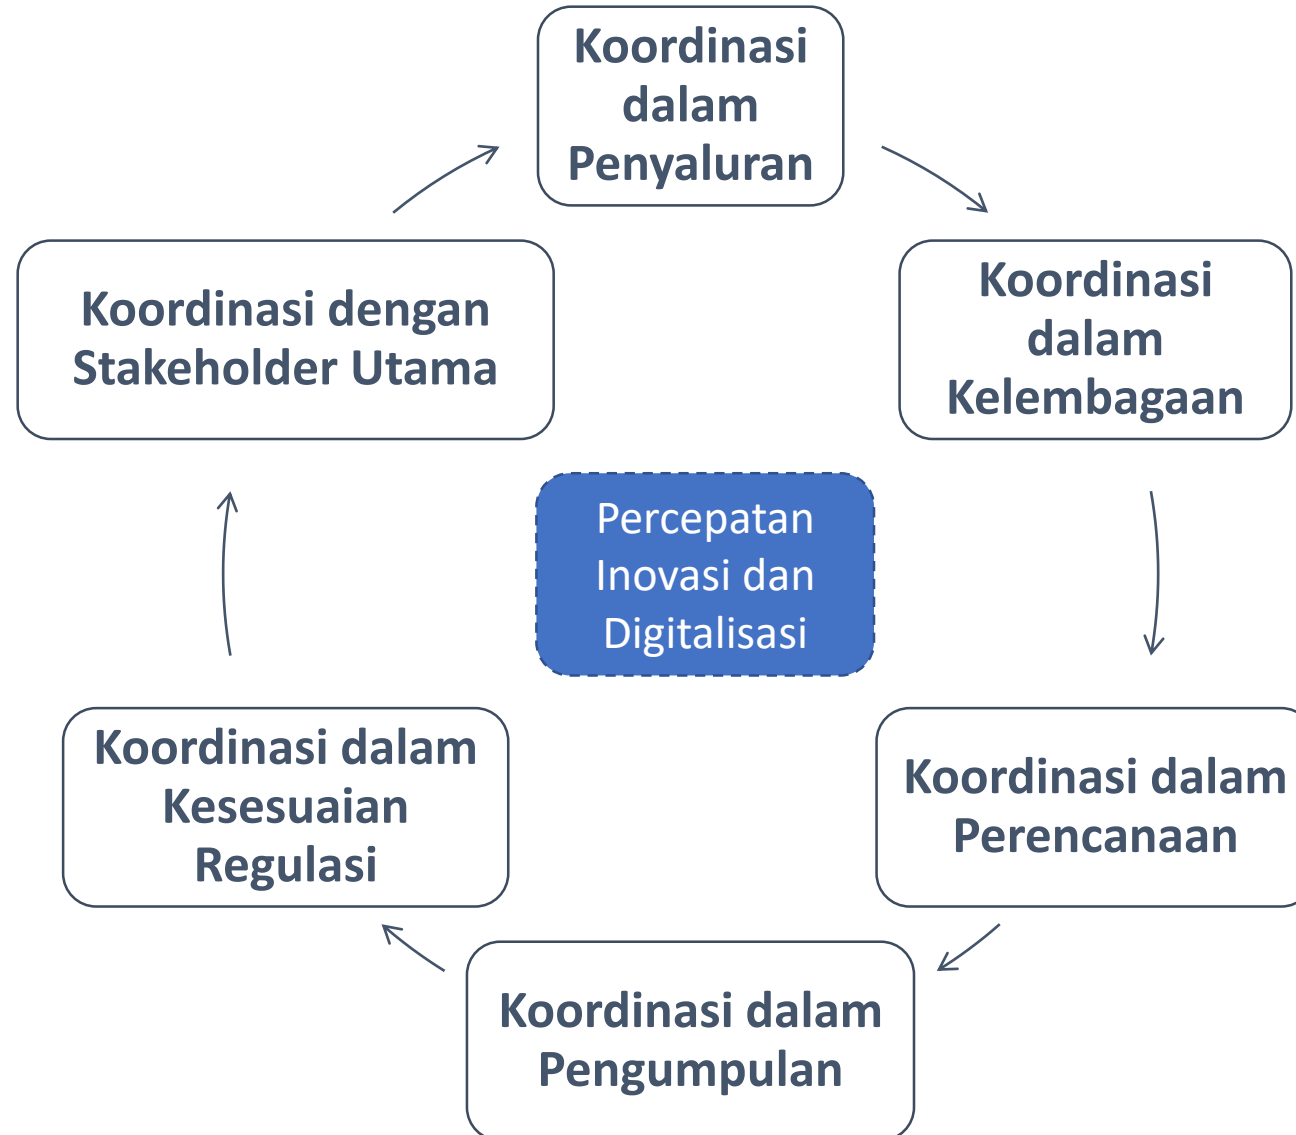 Koordinasi
dalam
Penyaluran
Koordinasi
dalam
Kelembagaan
Koordinasi dalam
Perencanaan
Koordinasi dalam
Pengumpulan
Koordinasi dalam
Kesesuaian
Regulasi
Koordinasi dengan
Stakeholder Utama
Percepatan
Inovasi dan
Digitalisasi